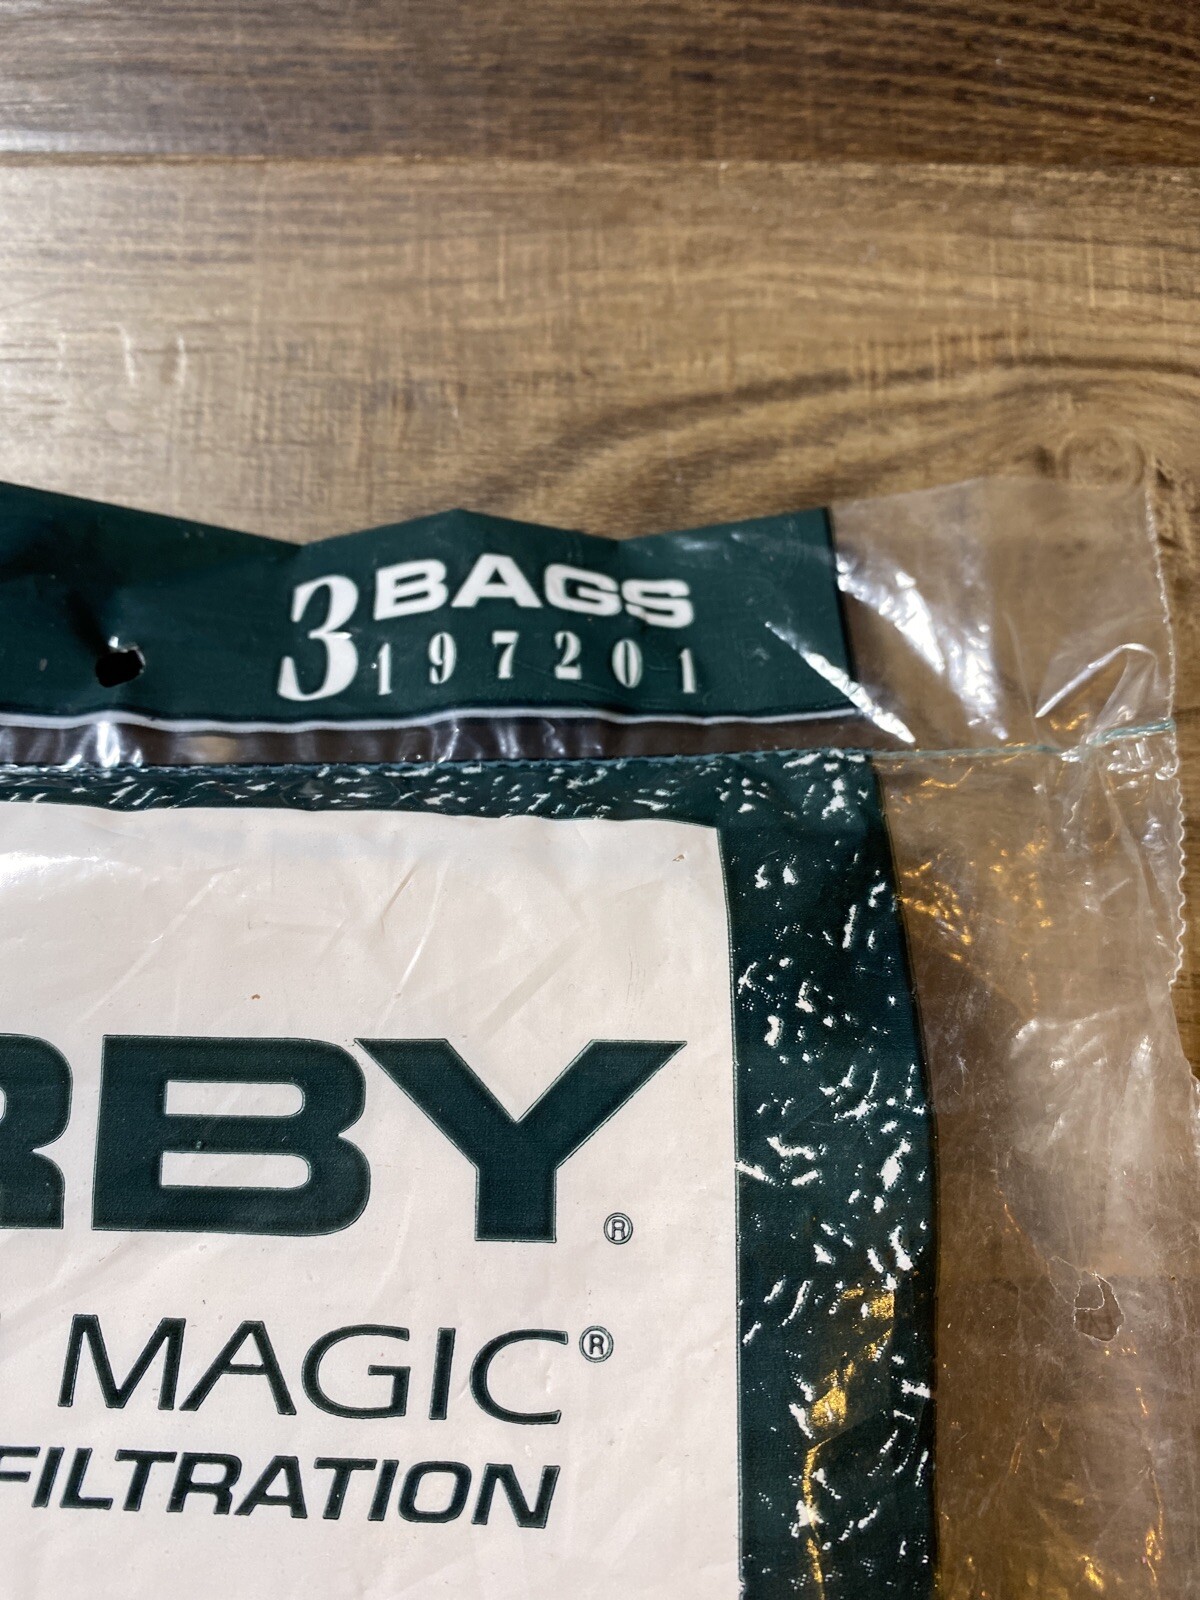 3 BAGS
197201
RBY®
MAGIC®
FILTRATION